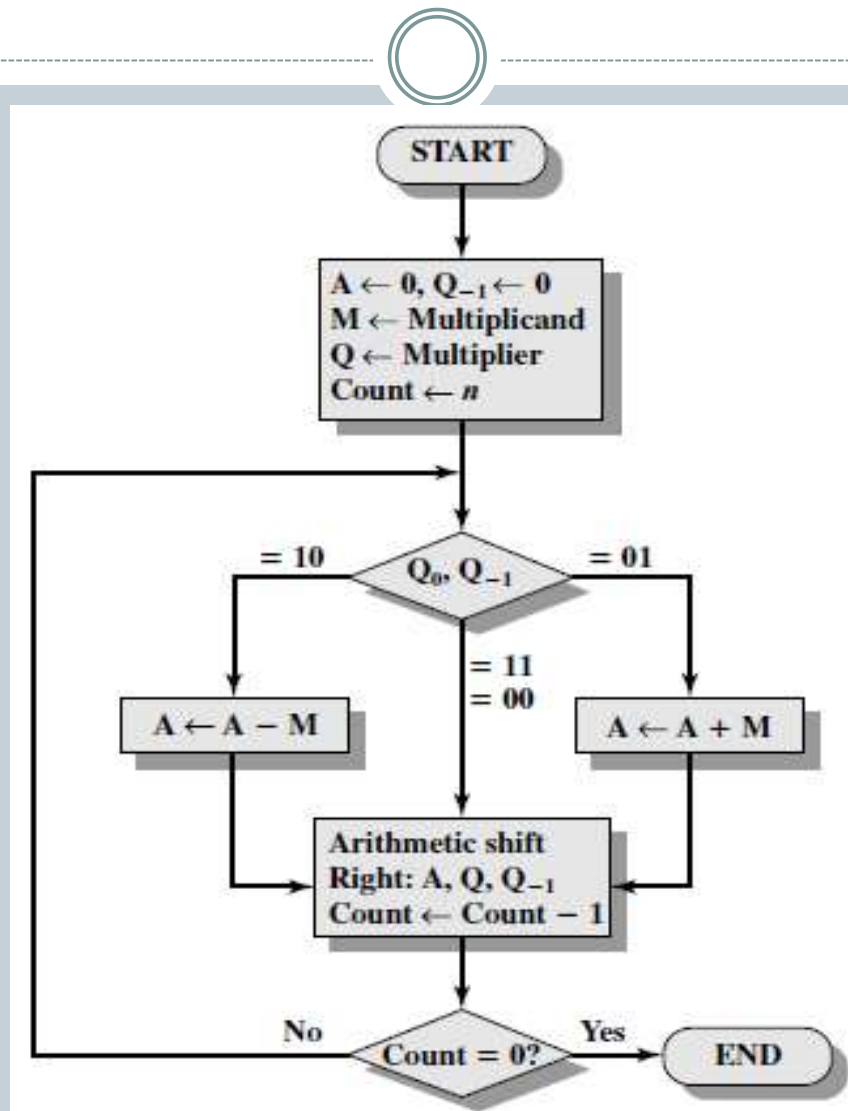 START
A ← 0, Q₋₁ ← 0
M ← Multiplicand
Q ← Multiplier
Count ← n
= 10
Q₀, Q₋₁
= 01
= 11
= 00
A ← A − M
A ← A + M
Arithmetic shift
Right: A, Q, Q₋₁
Count ← Count − 1
No
Count = 0?
Yes
END